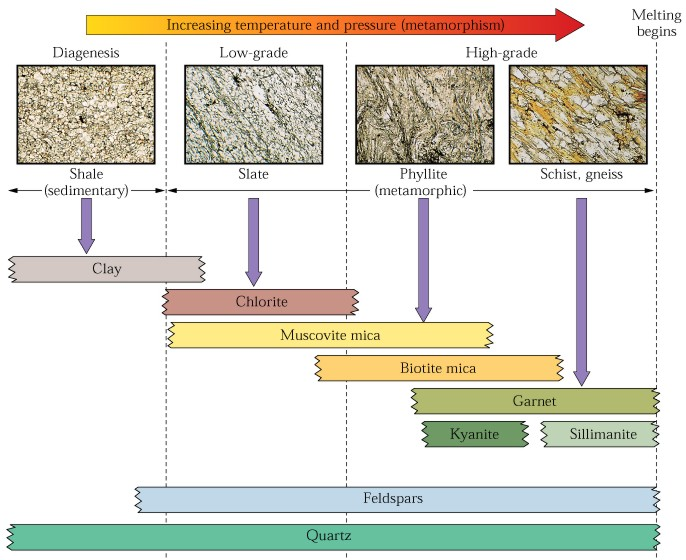 Increasing temperature and pressure (metamorphism)
Melting
begins
Diagenesis
Low-grade
High-grade
Shale
(sedimentary)
Slate
Phyllite
(metamorphic)
Schist, gneiss
Clay
Chlorite
Muscovite mica
Biotite mica
Garnet
Kyanite
Sillimanite
Feldspars
Quartz